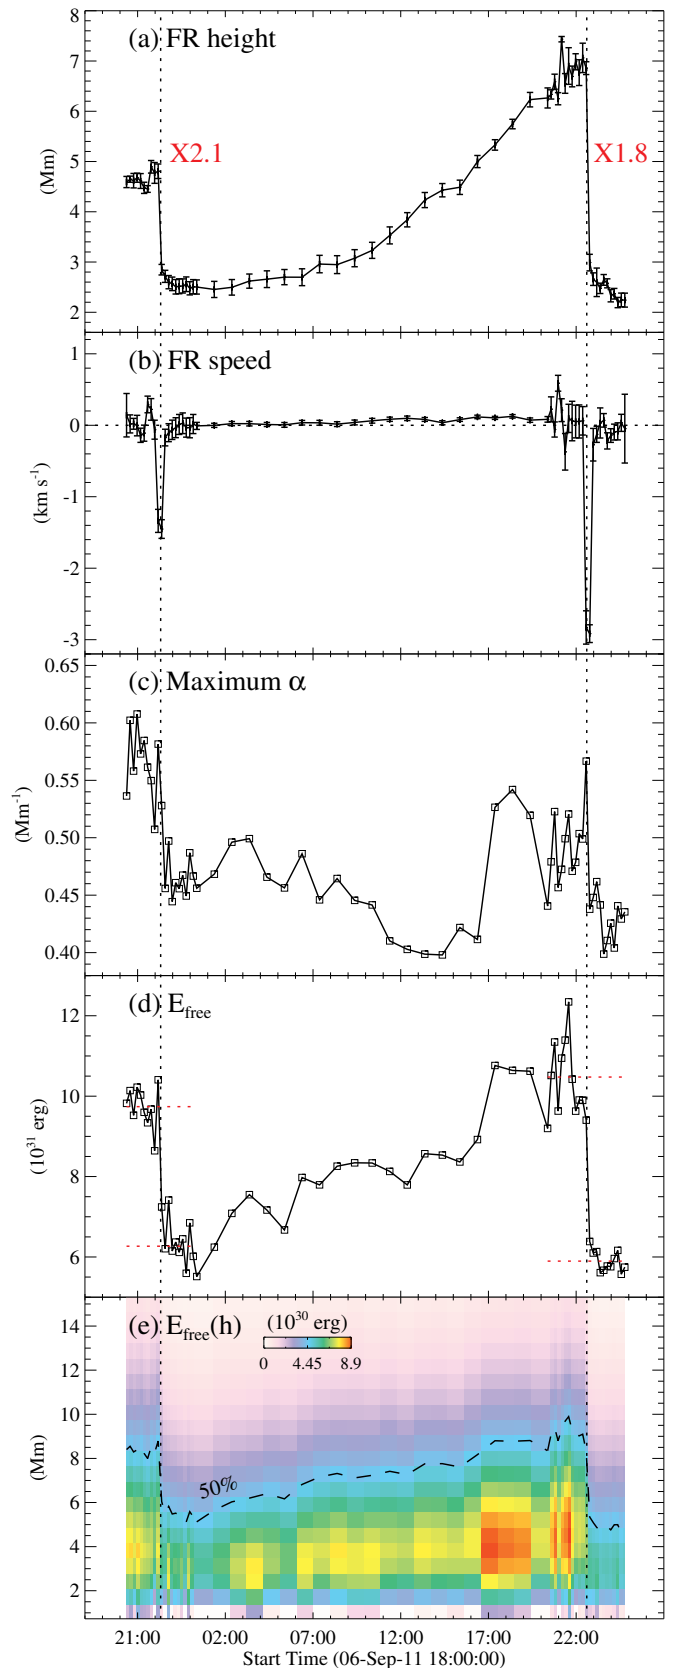 (a) FR height
8
7
6
5
4
3
2
(Mm)
X2.1
X1.8
(b) FR speed
1
0
-1
-2
-3
(km s⁻¹)
(c) Maximum α
0.65
0.60
0.55
0.50
0.45
0.40
(Mm⁻¹)
(d) E_free
12
10
8
6
(10³¹ erg)
(e) E_free(h)
(10³⁰ erg)
0 4.45 8.9
14
12
10
8
6
4
2
(Mm)
50%
21:00 02:00 07:00 12:00 17:00 22:00
Start Time (06-Sep-11 18:00:00)